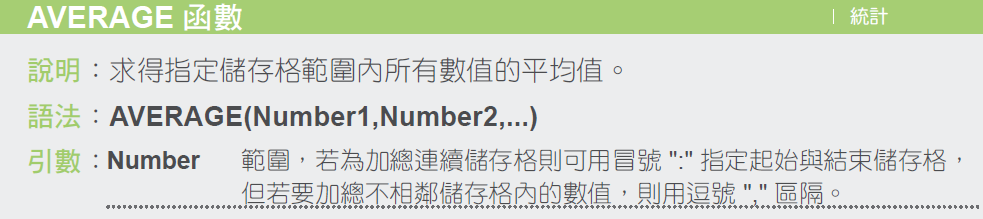 AVERAGE 函數 | 統計
說明：求得指定儲存格範圍內所有數值的平均值。
語法：AVERAGE(Number1,Number2,...)
引數：Number 範圍，若為加總連續儲存格則可用冒號 ":" 指定起始與結束儲存格，
但若要加總不相鄰儲存格內的數值，則用逗號 "," 區隔。